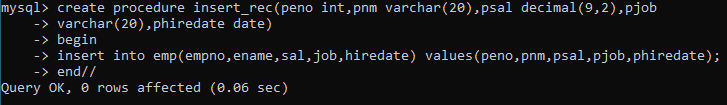 mysql> create procedure insert_rec(peno int,pnm varchar(20),psal decimal(9,2),pjob
    -> varchar(20),phiredate date)
    -> begin
    -> insert into emp(empno,ename,sal,job,hiredate) values(peno,pnm,psal,pjob,phiredate);
    -> end//
Query OK, 0 rows affected (0.06 sec)